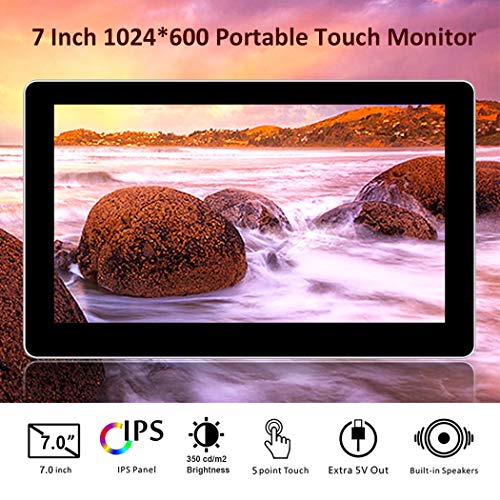 7 Inch 1024*600 Portable Touch Monitor
7.0”
7.0 inch
IPS
IPS Panel
350 cd/m2
Brightness
5 point Touch
Extra 5V Out
Built-in Speakers